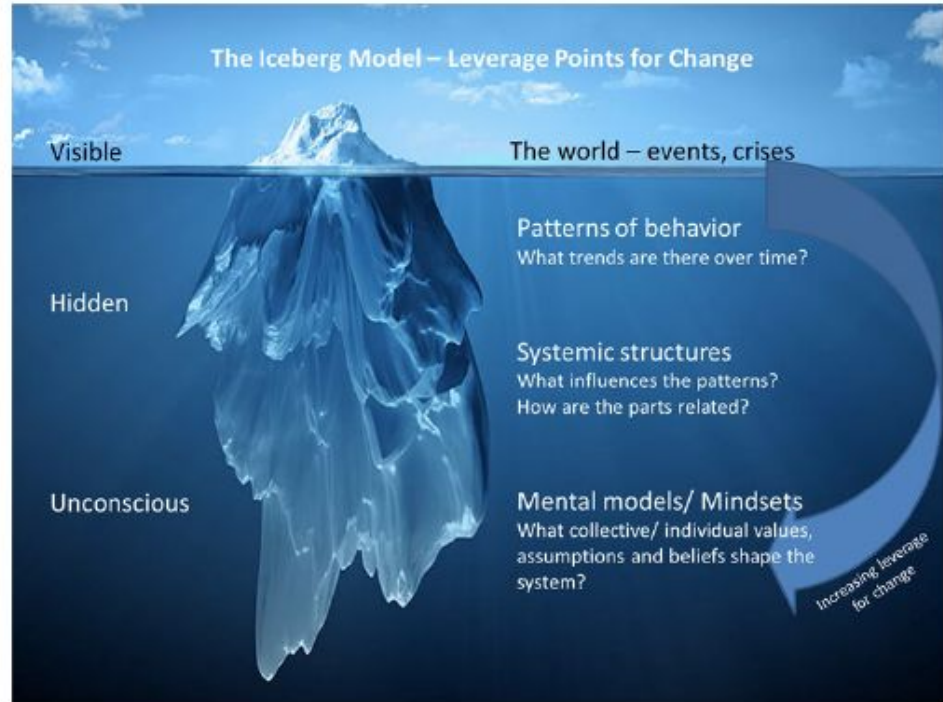 The Iceberg Model – Leverage Points for Change
Visible
The world – events, crises
Patterns of behavior
What trends are there over time?
Hidden
Systemic structures
What influences the patterns?
How are the parts related?
Unconscious
Mental models/ Mindsets
What collective/ individual values,
assumptions and beliefs shape the
system?
Increasing leverage
for change